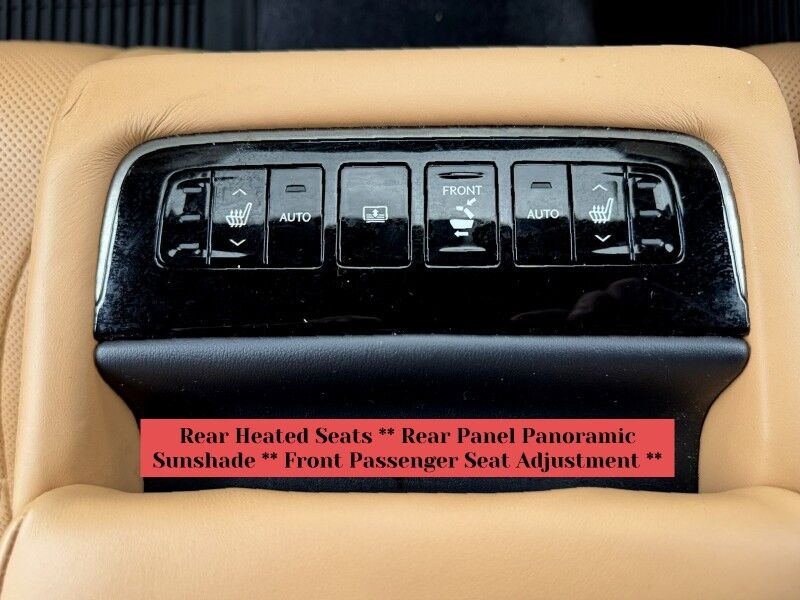 FRONT
AUTO
AUTO
Rear Heated Seats ** Rear Panel Panoramic
Sunshade ** Front Passenger Seat Adjustment **